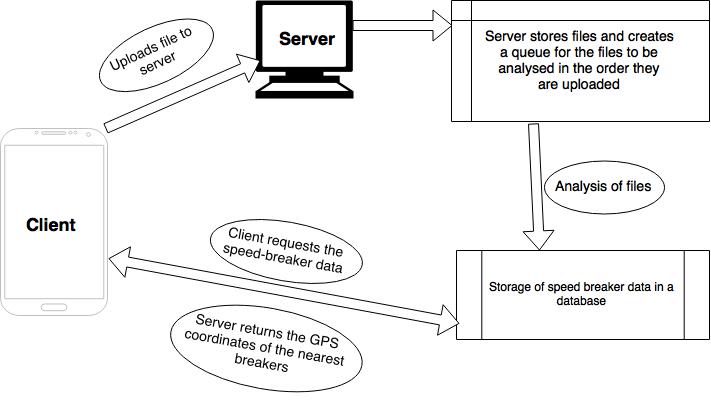 Uploads file to
server
Server
Server stores files and creates
a queue for the files to be
analysed in the order they
are uploaded
Client
Analysis of files
Client requests the
speed-breaker data
Storage of speed breaker data in a
database
Server returns the GPS
coordinates of the nearest
breakers